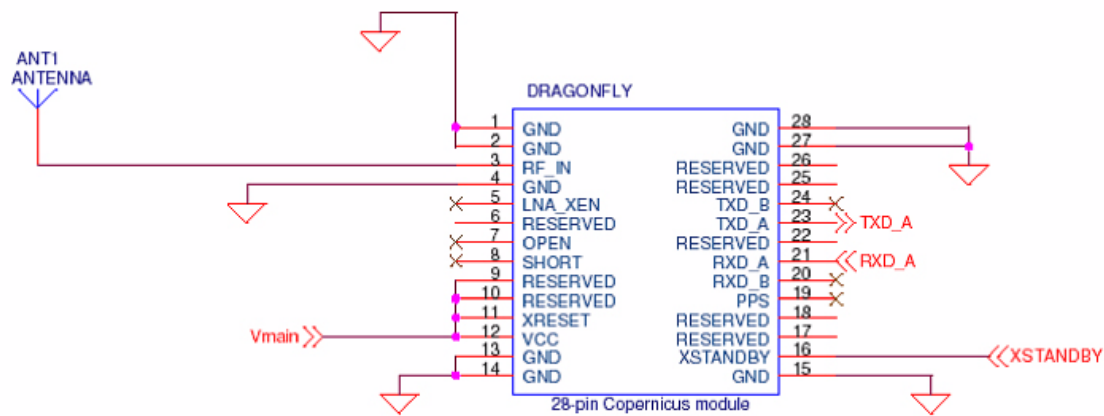 ANT1
ANTENNA
DRAGONFLY
1 GND GND 28
2 GND GND 27
3 RF_IN RESERVED 26
4 GND RESERVED 25
5 LNA_XEN TXD_B 24
6 RESERVED TXD_A 23 TXD_A
7 OPEN RESERVED 22
8 SHORT RXD_A 21 RXD_A
9 RESERVED RXD_B 20
10 RESERVED PPS 19
11 XRESET RESERVED 18
Vmain 12 VCC RESERVED 17
13 GND XSTANDBY 16 XSTANDBY
14 GND GND 15
28-pin Copernicus module